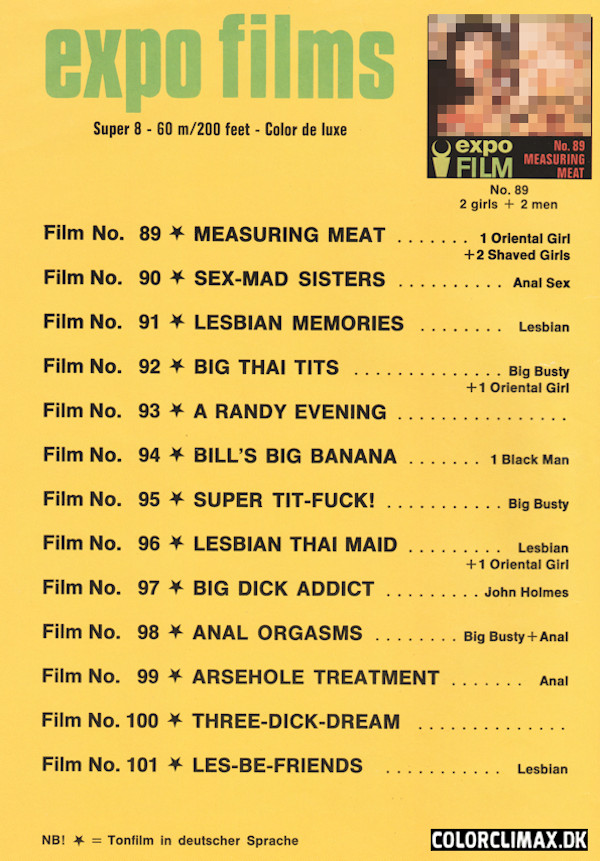 expo films
Super 8 - 60 m/200 feet - Color de luxe
expo
FILM
No. 89
MEASURING
MEAT
No. 89
2 girls + 2 men
Film No. 89 ★ MEASURING MEAT . . . . . . . 1 Oriental Girl
+2 Shaved Girls
Film No. 90 ★ SEX-MAD SISTERS . . . . . . . . . . Anal Sex
Film No. 91 ★ LESBIAN MEMORIES . . . . . . . . Lesbian
Film No. 92 ★ BIG THAI TITS . . . . . . . . . . . . . . Big Busty
+1 Oriental Girl
Film No. 93 ★ A RANDY EVENING . . . . . . . . . . . . . . . .
Film No. 94 ★ BILL'S BIG BANANA . . . . . . . 1 Black Man
Film No. 95 ★ SUPER TIT-FUCK! . . . . . . . . . . . Big Busty
Film No. 96 ★ LESBIAN THAI MAID . . . . . . . . . Lesbian
+1 Oriental Girl
Film No. 97 ★ BIG DICK ADDICT . . . . . . . . . John Holmes
Film No. 98 ★ ANAL ORGASMS . . . . . . . . Big Busty+Anal
Film No. 99 ★ ARSEHOLE TREATMENT . . . . . . . Anal
Film No. 100 ★ THREE-DICK-DREAM . . . . . . . . . . . . . .
Film No. 101 ★ LES-BE-FRIENDS . . . . . . . . . . . Lesbian
NB! ★ = Tonfilm in deutscher Sprache
COLORCLIMAX.DK